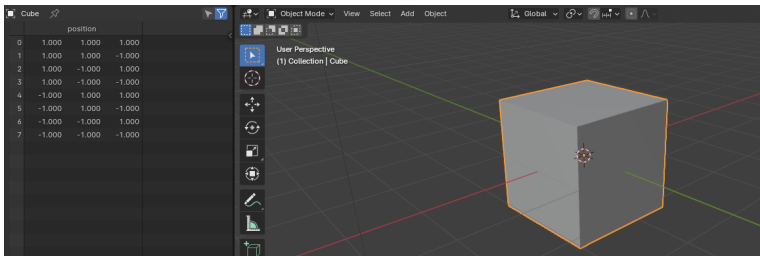 Cube
position
0 1.000 1.000 1.000
1 1.000 1.000 -1.000
2 1.000 -1.000 1.000
3 1.000 -1.000 -1.000
4 -1.000 1.000 1.000
5 -1.000 1.000 -1.000
6 -1.000 -1.000 1.000
7 -1.000 -1.000 -1.000
Object Mode View Select Add Object Global
User Perspective
(1) Collection | Cube